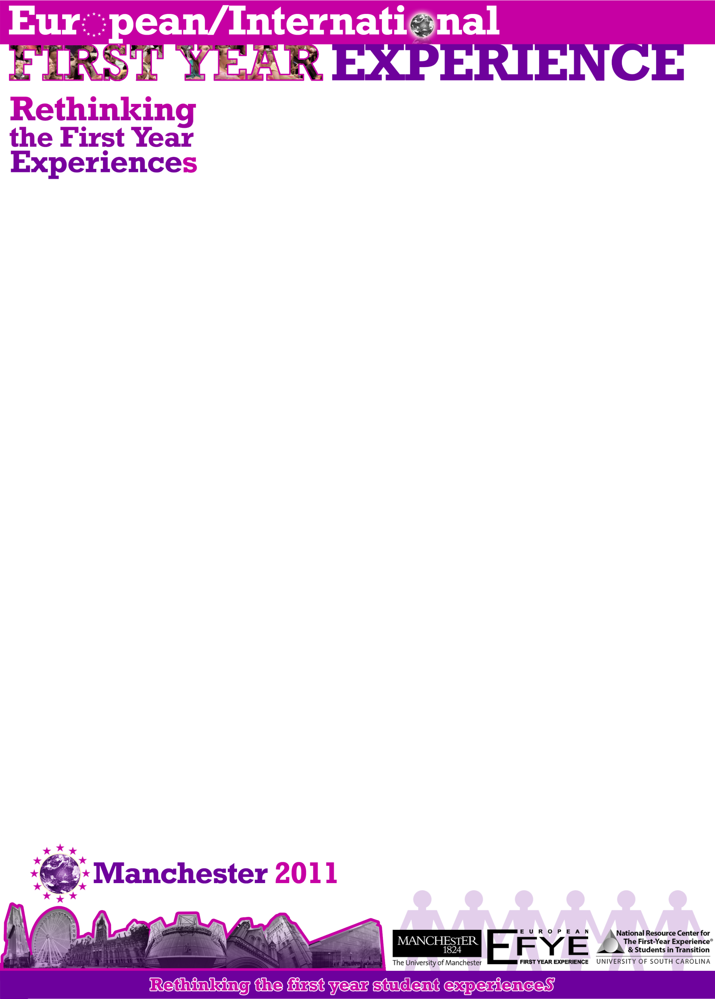 European/International
FIRST YEAR EXPERIENCE
Rethinking
the First Year
Experiences
Manchester 2011
MANCHEsTER
1824
The University of Manchester
EUROPEAN
EFYE
FIRST YEAR EXPERIENCE
National Resource Center for
The First-Year Experience®
& Students in Transition
UNIVERSITY OF SOUTH CAROLINA
Rethinking the first year student experienceS